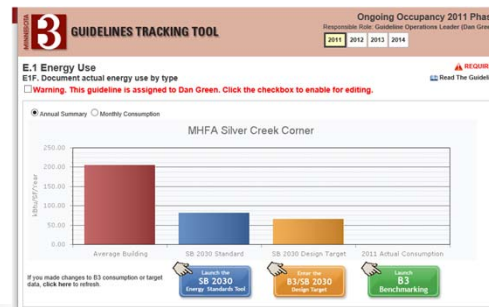 MINNESOTA
3 GUIDELINES TRACKING TOOL
Ongoing Occupancy 2011 Phas
Responsible Role: Guideline Operations Leader (Dan Gree
2011 2012 2013 2014
E.1 Energy Use
REQUIR
E1F. Document actual energy use by type
Read The Guideli
Warning. This guideline is assigned to Dan Green. Click the checkbox to enable for editing.
Annual Summary Monthly Consumption
MHFA Silver Creek Corner
250.00
200.00
150.00
100.00
50.00
0.00
kBtu/SF/Year
Average Building SB 2030 Standard SB 2030 Design Target 2011 Actual Consumption
If you made changes to B3 consumption or target
data, click here to refresh.
Launch the
SB 2030
Energy Standards Tool
Enter the
B3/SB 2030
Design Target
Launch
B3
Benchmarking